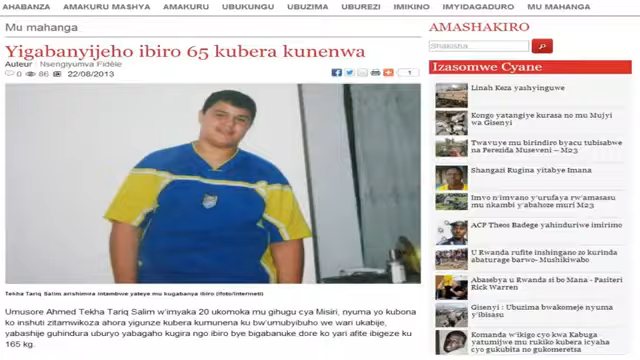 AHABANZA AMAKURU MASHYA AMAKURU UBUKUNGU UBUZIMA UBUREZI IMIKINO IMYIDAGADURO MU MAHANGA
Mu mahanga
Yigabanyijeho ibiro 65 kubera kunenwa
Auteur : Nsengiyumva Fidèle
0 86 22/08/2013
1
Tekha Tariq Salim arishimira intambwe yateye mu kugabanya ibiro (ifoto/Interineti)
Umusore Ahmed Tekha Tariq Salim w'imyaka 20 ukomoka mu gihugu cya Misiri, nyuma yo kubona
ko inshuti zitamwikoza ahora yigunze kubera kumunena ku bw'umubyibuho we wari ukabije,
yabashije guhindura uburyo yabagaho kugira ngo ibiro bye bigabanuke dore ko yari afite ibigeze ku
165 kg.
AMASHAKIRO
Shakisha
Izasomwe Cyane
Linah Keza yashyinguwe
Kongo yatangiye kurasa no mu Mujyi
wa Gisenyi
Twavuye mu birindiro byacu tubisabwe
na Perezida Museveni – M23
Shangazi Rugina yitabye Imana
Imvo n'imvano y'urufaya rw'amasasu
mu nkambi y'abahoze muri M23
ACP Theos Badege yahinduriwe imirimo
U Rwanda rufite inshingano zo kurinda
abaturage barwo- Mushikiwabo
Abasebya u Rwanda si bo Mana - Pasiteri
Rick Warren
Gisenyi : Ubuzima bwakomeje nyuma
y'ibisasu
Komanda w'ikigo cyo kwa Kabuga
yatumijwe mu rukiko kubera icyaha
cyo gukubita no gukomeretsa